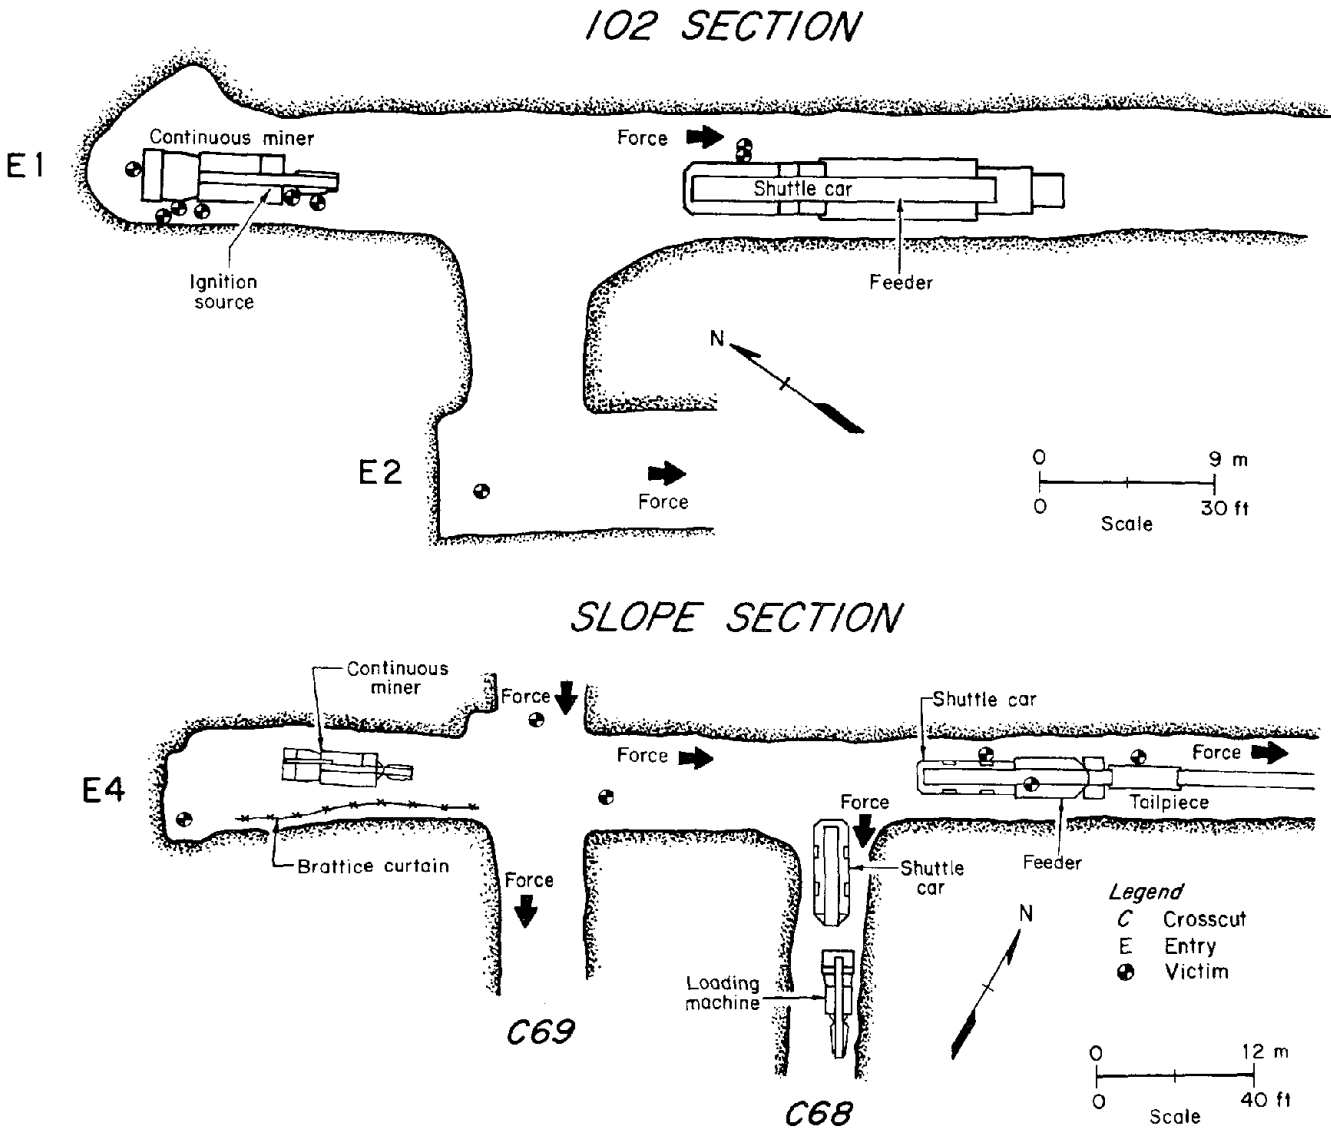 102 SECTION
E1
Continuous miner
Force
Shuttle car
Ignition
source
Feeder
N
E2
Force
0 9 m
0 30 ft
Scale
SLOPE SECTION
Continuous
miner
Force
Shuttle car
Force
Force
E4
Force
Tailpiece
Brattice curtain
Force
Shuttle
car
Feeder
Legend
C Crosscut
E Entry
Victim
N
Loading
machine
C69
0 12 m
0 40 ft
Scale
C68